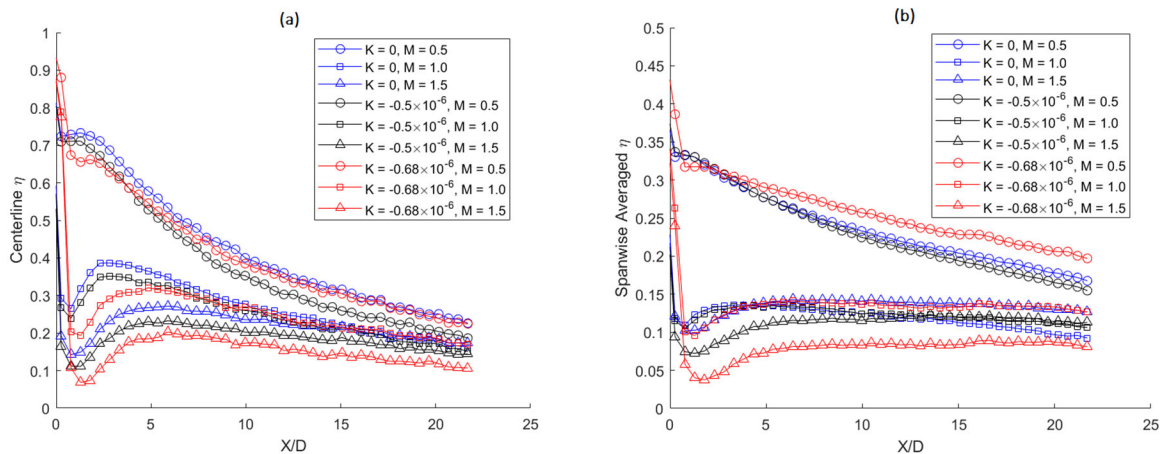 (a)
1
0.9
0.8
0.7
0.6
0.5
0.4
0.3
0.2
0.1
0
Centerline η
0
5
10
15
20
25
X/D
K = 0, M = 0.5
K = 0, M = 1.0
K = 0, M = 1.5
K = -0.5×10⁻⁶, M = 0.5
K = -0.5×10⁻⁶, M = 1.0
K = -0.5×10⁻⁶, M = 1.5
K = -0.68×10⁻⁶, M = 0.5
K = -0.68×10⁻⁶, M = 1.0
K = -0.68×10⁻⁶, M = 1.5
(b)
0.5
0.45
0.4
0.35
0.3
0.25
0.2
0.15
0.1
0.05
0
Spanwise Averaged η
0
5
10
15
20
25
X/D
K = 0, M = 0.5
K = 0, M = 1.0
K = 0, M = 1.5
K = -0.5×10⁻⁶, M = 0.5
K = -0.5×10⁻⁶, M = 1.0
K = -0.5×10⁻⁶, M = 1.5
K = -0.68×10⁻⁶, M = 0.5
K = -0.68×10⁻⁶, M = 1.0
K = -0.68×10⁻⁶, M = 1.5